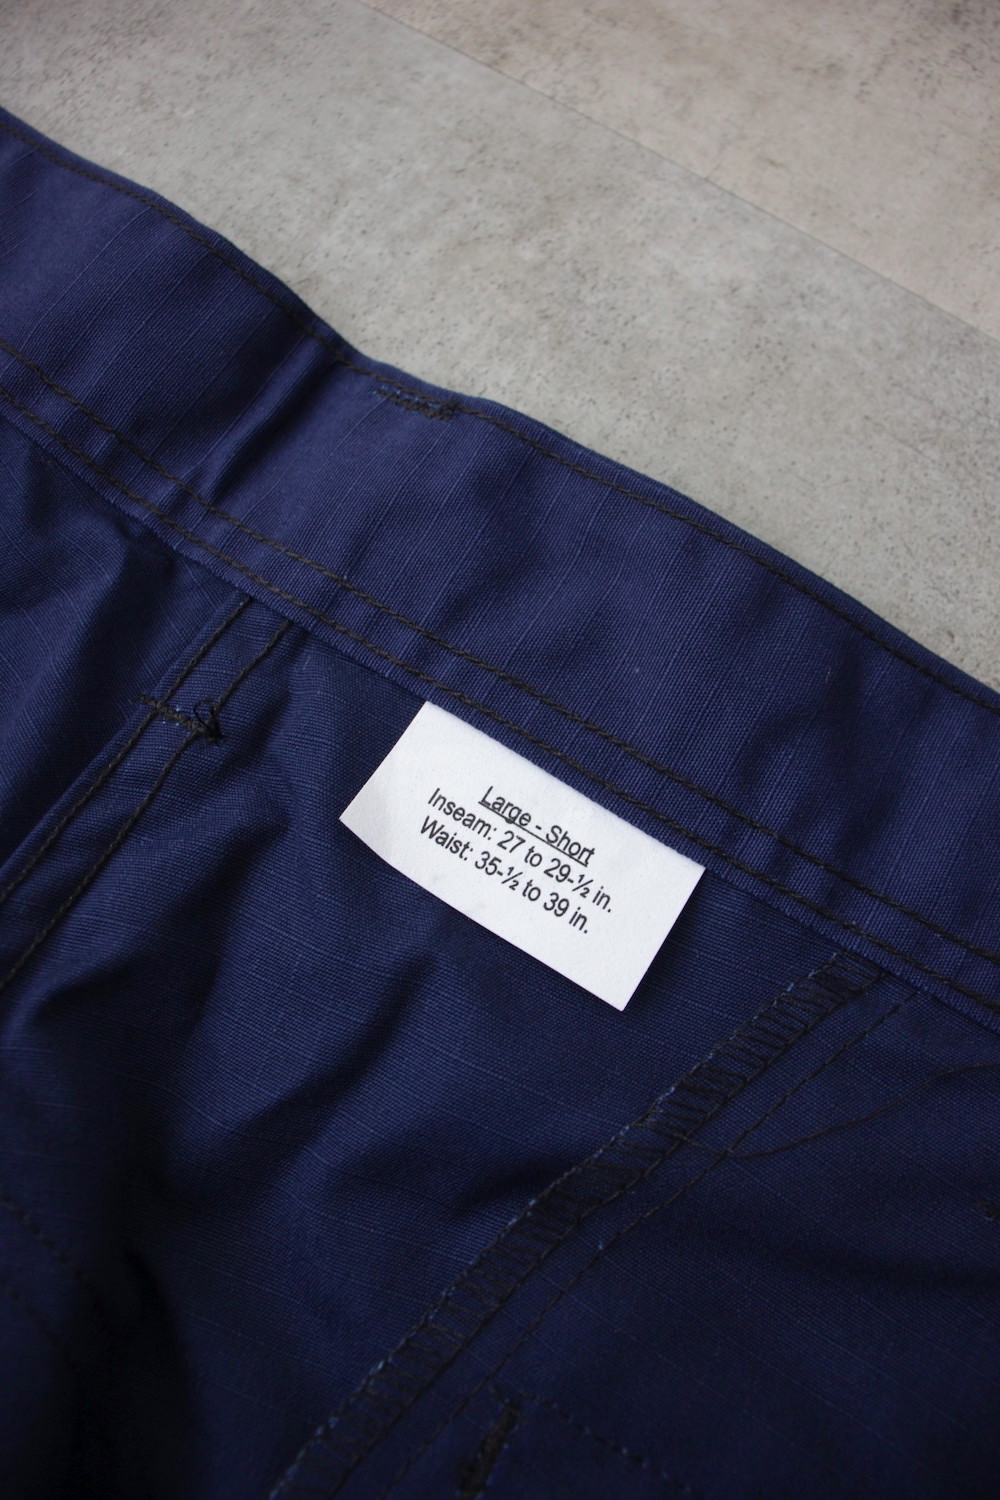 Large - Short
Inseam: 27 to 29-½ in.
Waist: 35-½ to 39 in.